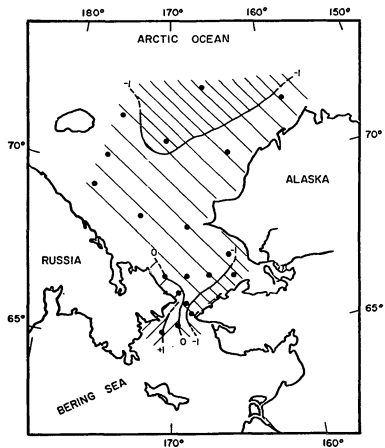 180° 170° 160° 150°
ARCTIC OCEAN
-1 -1
70° 70°
ALASKA
0 -1
RUSSIA
65° 65°
+1 0 -1
BERING SEA
170° 160°